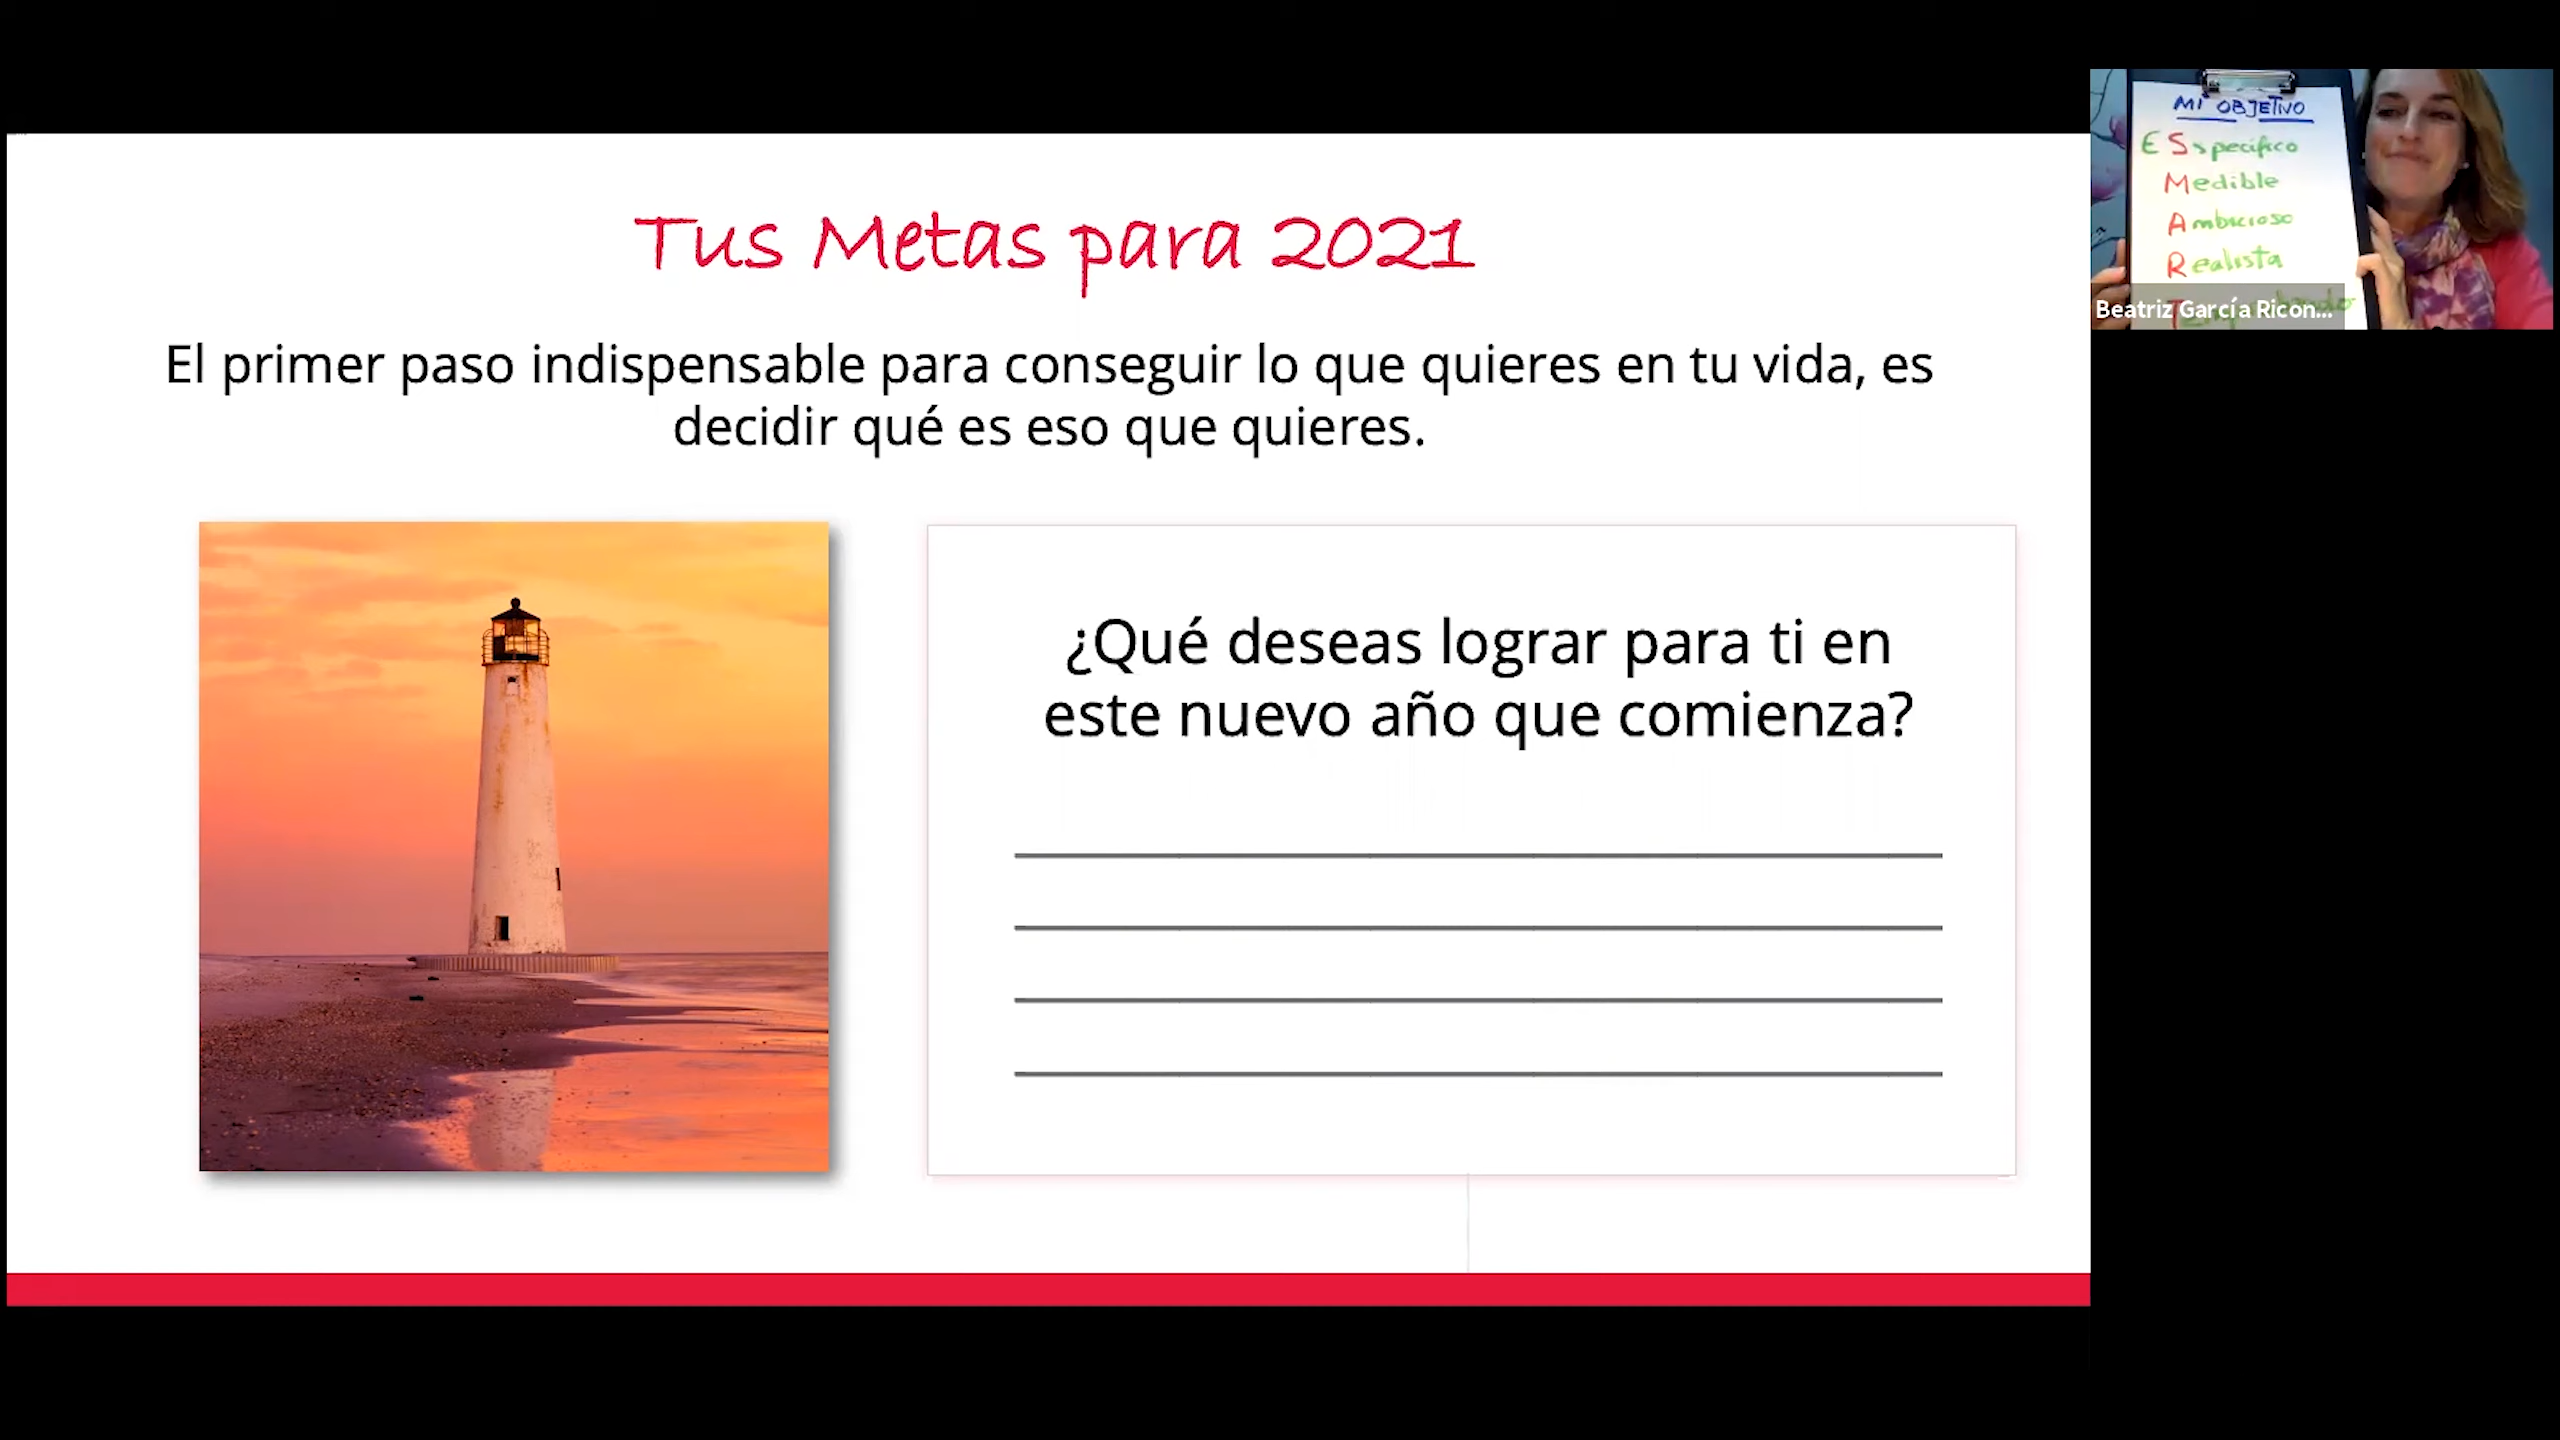 Tus Metas para 2021
El primer paso indispensable para conseguir lo que quieres en tu vida, es
decidir qué es eso que quieres.
¿Qué deseas lograr para ti en
este nuevo año que comienza?
MI OBJETIVO
ESspecífico
Medible
Ambicioso
Realista
Beatriz García Ricon...